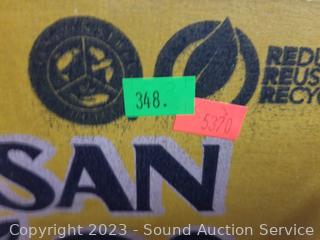 REDU
REUS
RECYC
348.
5370
SAN
Copyright 2023 - Sound Auction Service